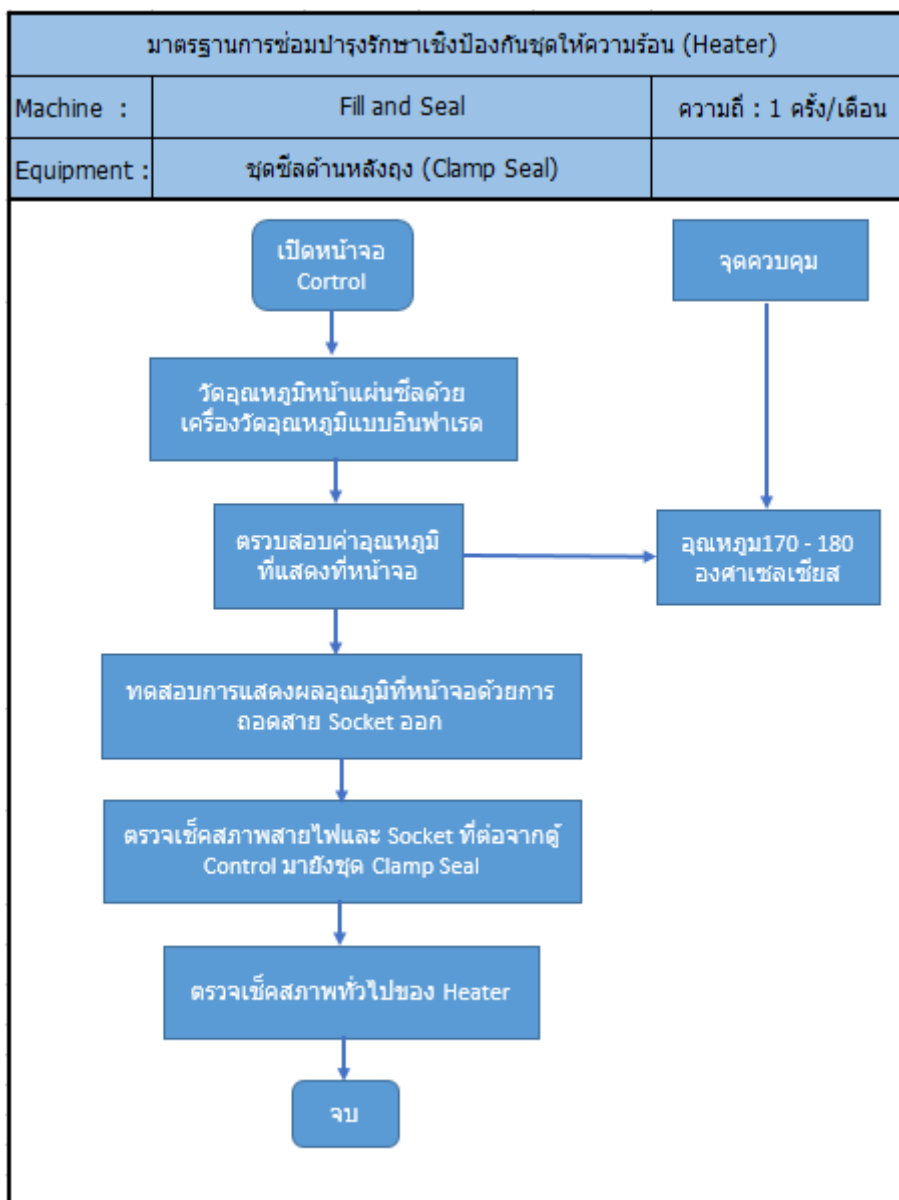 มาตรฐานการซ่อมบำรุงรักษาเชิงป้องกันชุดให้ความร้อน (Heater)
Machine : Fill and Seal ความถี่ : 1 ครั้ง/เดือน
Equipment : ชุดซีลด้านหลังถุง (Clamp Seal)
เปิดหน้าจอ
Cortrol
จุดควบคุม
วัดอุณหภูมิหน้าแผ่นซีลด้วย
เครื่องวัดอุณหภูมิแบบอินฟาเรด
ตรวบสอบค่าอุณหภูมิ
ที่แสดงที่หน้าจอ
อุณหภูม170 - 180
องศาเซลเซียส
ทดสอบการแสดงผลอุณภูมิที่หน้าจอด้วยการ
ถอดสาย Socket ออก
ตรวจเช็คสภาพสายไฟและ Socket ที่ต่อจากตู้
Control มายังชุด Clamp Seal
ตรวจเช็คสภาพทั่วไปของ Heater
จบ